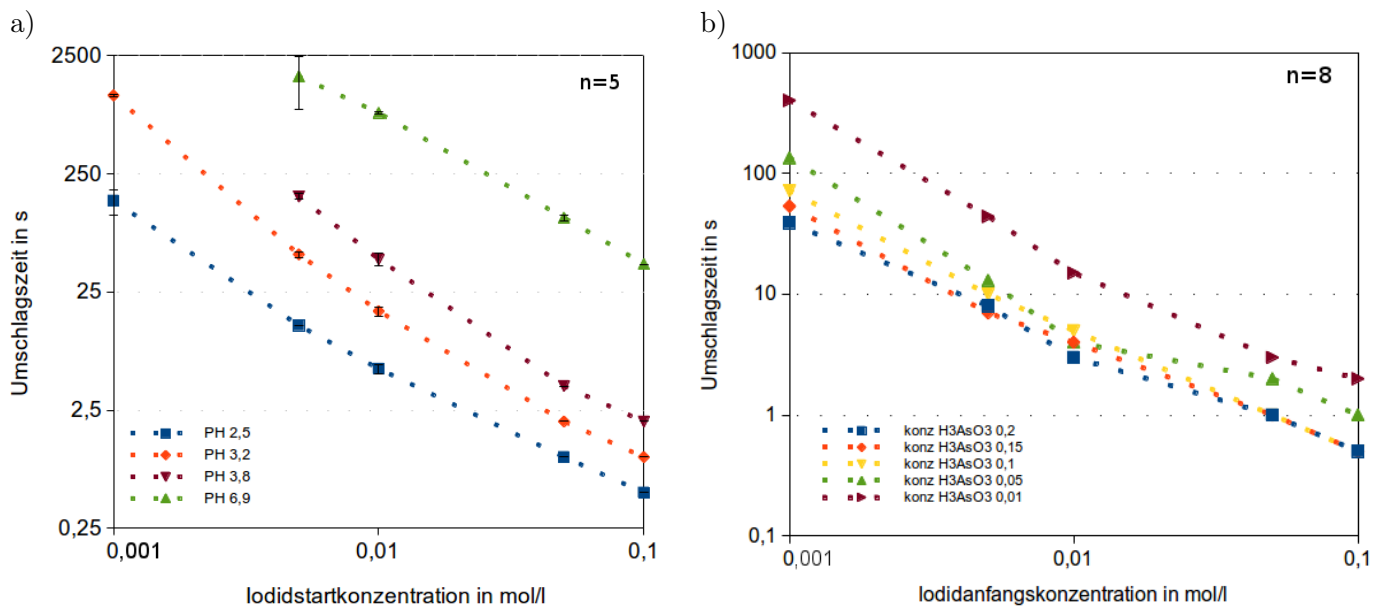 a)
2500
250
25
2,5
0,25
0,001
0,01
0,1
Umschlagszeit in s
Iodidstartkonzentration in mol/l
n=5
PH 2,5
PH 3,2
PH 3,8
PH 6,9
b)
1000
100
10
1
0,1
0,001
0,01
0,1
Umschlagszeit in s
Iodidanfangskonzentration in mol/l
n=8
konz H3AsO3 0,2
konz H3AsO3 0,15
konz H3AsO3 0,1
konz H3AsO3 0,05
konz H3AsO3 0,01